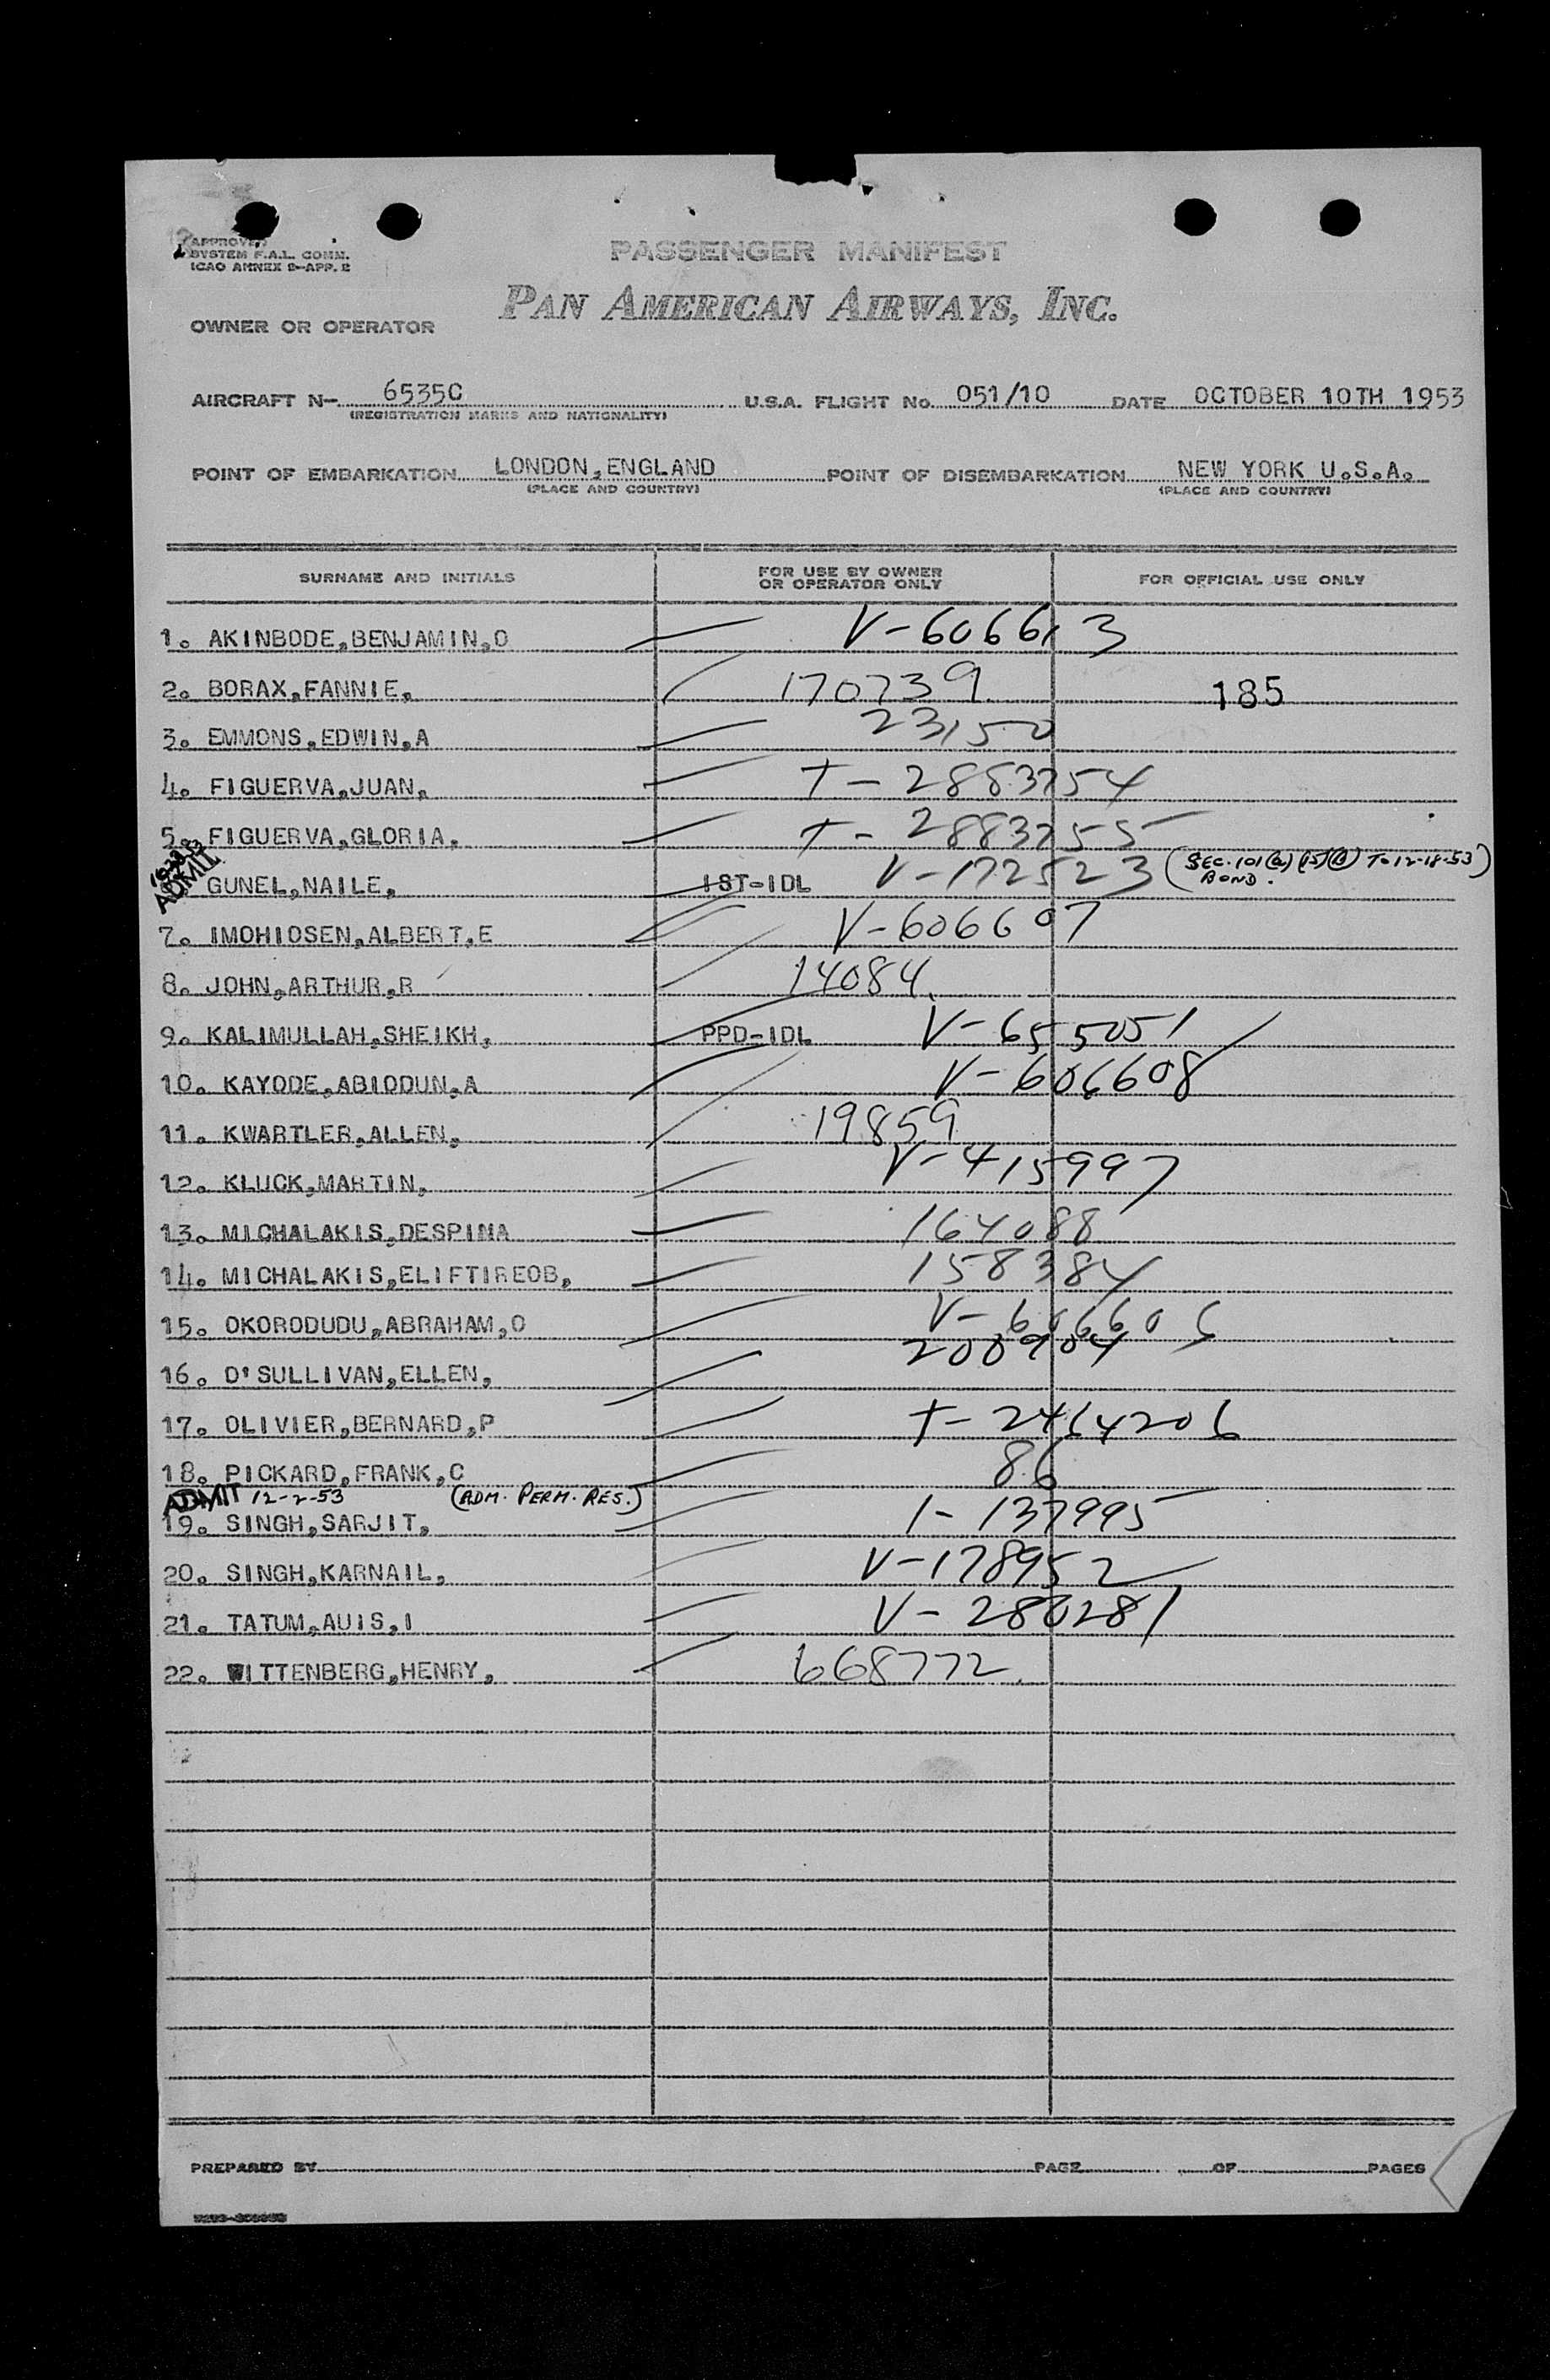 APPROVED
SYSTEM F.A.L. COMM.
ICAO ANNEX 9-APP. E
PASSENGER MANIFEST
PAN AMERICAN AIRWAYS, INC.
OWNER OR OPERATOR
AIRCRAFT N- 6535C U.S.A. FLIGHT No. 051/10 DATE OCTOBER 10TH 1953
(REGISTRATION MARKS AND NATIONALITY)
POINT OF EMBARKATION LONDON,ENGLAND POINT OF DISEMBARKATION NEW YORK U.S.A.
(PLACE AND COUNTRY) (PLACE AND COUNTRY)
SURNAME AND INITIALS FOR USE BY OWNER OR OPERATOR ONLY FOR OFFICIAL USE ONLY
1. AKINBODE,BENJAMIN,O V-606613
2. BORAX,FANNIE, 170739 185
3. EMMONS,EDWIN,A 23150
4. FIGUERVA,JUAN, T-2883754
5. FIGUERVA,GLORIA, T-2883755
ADMIT GUNEL,NAILE, 1ST-IDL V-172523 (SEC.101(a)(15)(B) T-12-18-53) BOND.
7. IMOHIOSEN,ALBERT,E V-606607
8. JOHN,ARTHUR,R 14084
9. KALIMULLAH,SHEIKH, PPD-IDL V-655051
10. KAYODE,ABIODUN,A V-606608
11. KWARTLER,ALLEN, 19859
12. KLUCK,MARTIN, V-415997
13. MICHALAKIS,DESPINA 164088
14. MICHALAKIS,ELIFTIREOB, 158384
15. OKORODUDU,ABRAHAM,O V-606606
16. O'SULLIVAN,ELLEN, 200904
17. OLIVIER,BERNARD,P T-2464206
18. PICKARD,FRANK,C 86
ADMIT 12-2-53 (ADM. PERM. RES.)
19. SINGH,SARJIT, I-137995
20. SINGH,KARNAIL, V-178952
21. TATUM,AUIS,I V-280281
22. WITTENBERG,HENRY, 668772
PREPARED BY PAGE OF PAGES